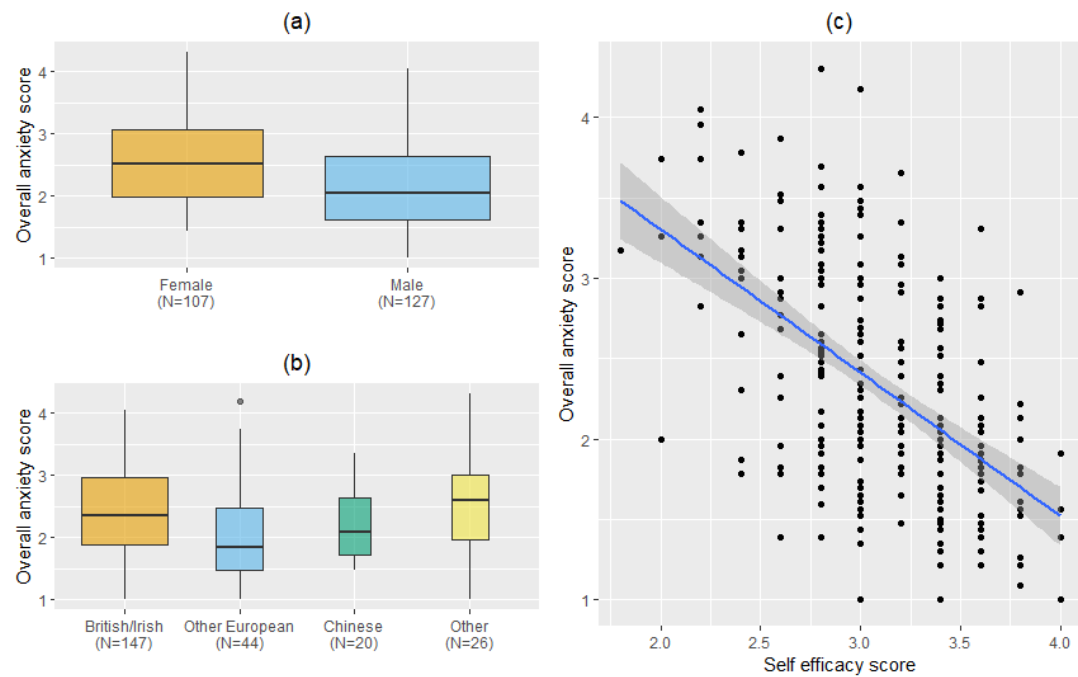 (a)
Overall anxiety score
4
3
2
1
Female
(N=107)
Male
(N=127)
(b)
Overall anxiety score
4
3
2
1
British/Irish
(N=147)
Other European
(N=44)
Chinese
(N=20)
Other
(N=26)
(c)
Overall anxiety score
4
3
2
1
2.0 2.5 3.0 3.5 4.0
Self efficacy score